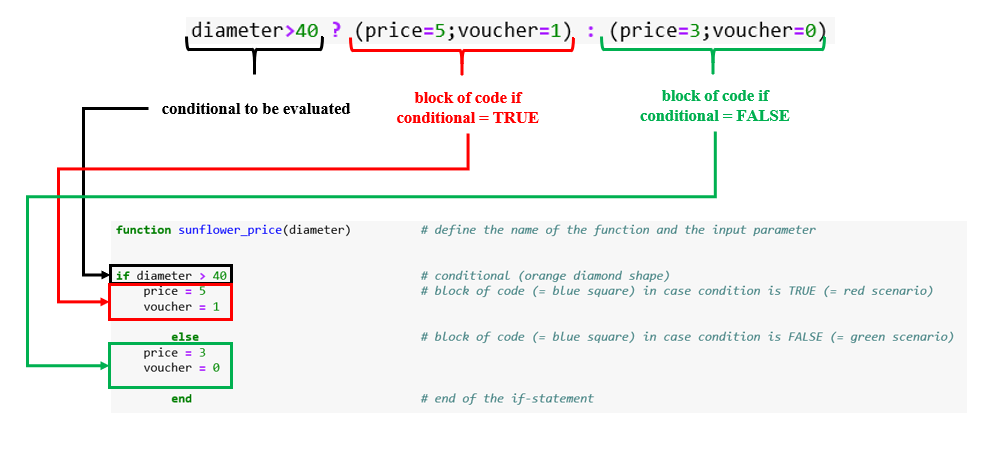 diameter>40 ? (price=5;voucher=1) : (price=3;voucher=0)
conditional to be evaluated
block of code if
conditional = TRUE
block of code if
conditional = FALSE
function sunflower_price(diameter) # define the name of the function and the input parameter
if diameter > 40 # conditional (orange diamond shape)
price = 5 # block of code (= blue square) in case condition is TRUE (= red scenario)
voucher = 1
else # block of code (= blue square) in case condition is FALSE (= green scenario)
price = 3
voucher = 0
end # end of the if-statement